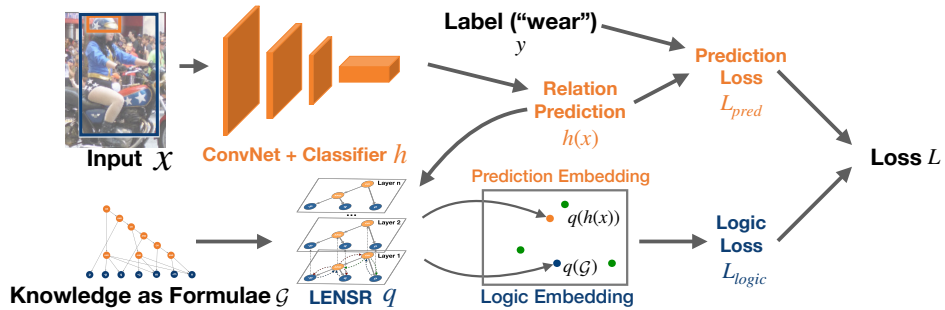 Label (“wear”)
y
Prediction
Loss
L_pred
Relation
Prediction
h(x)
Input x
ConvNet + Classifier h
Loss L
Layer n
...
Layer 2
Layer 1
Prediction Embedding
q(h(x))
q(𝒢)
Logic
Loss
L_logic
Knowledge as Formulae 𝒢
LENSR q
Logic Embedding